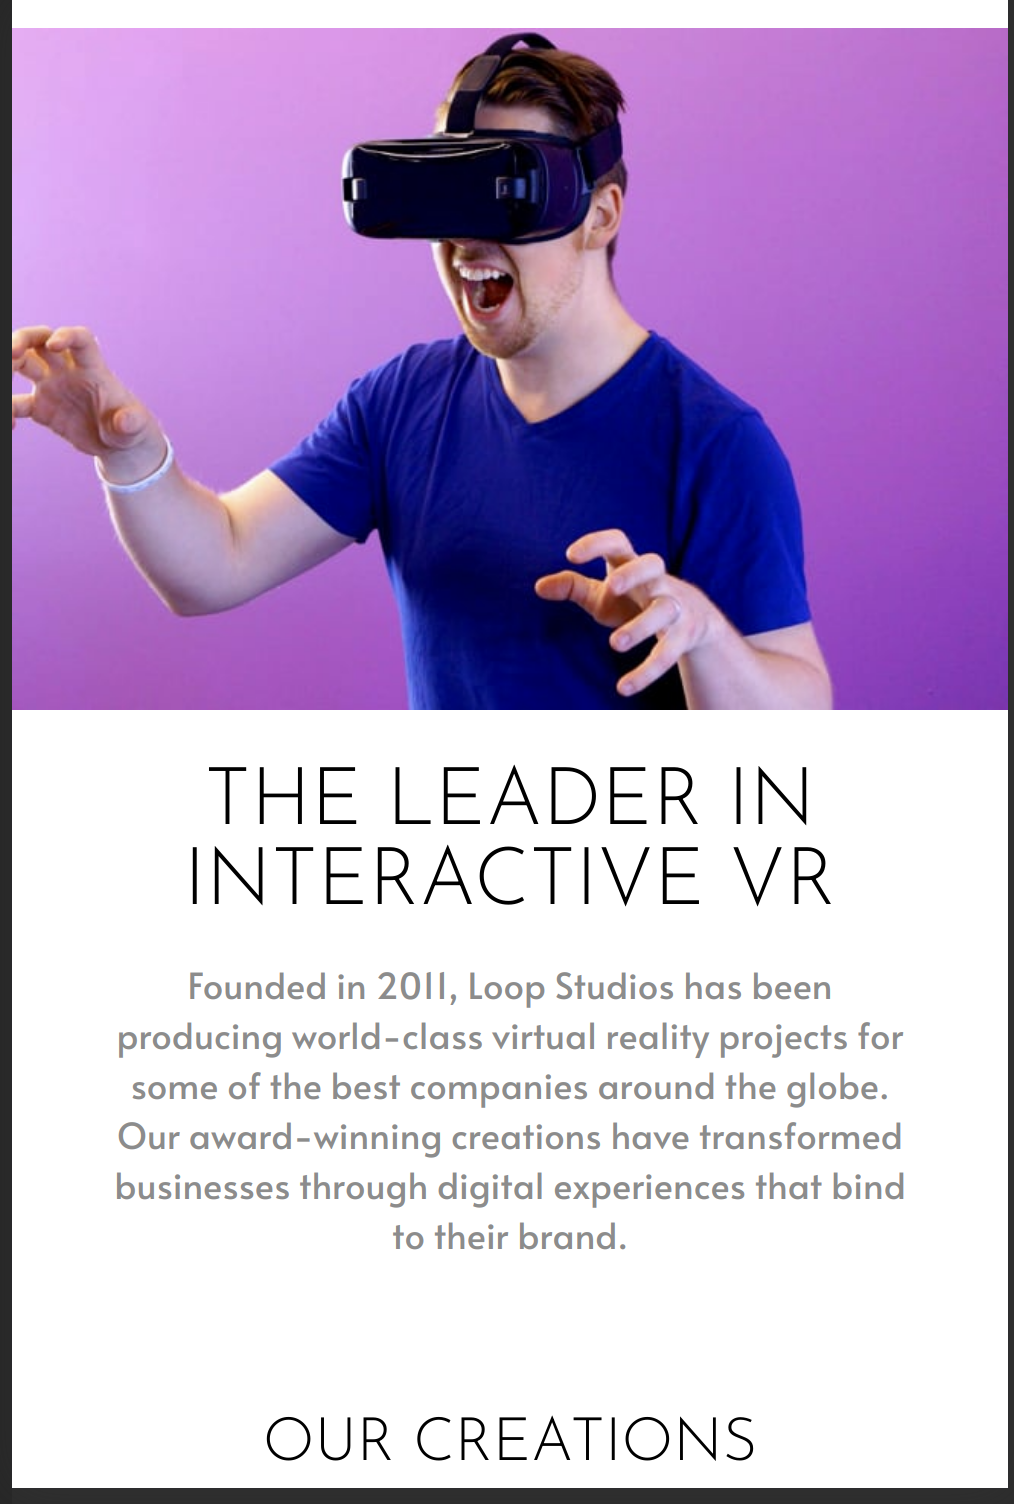 THE LEADER IN
INTERACTIVE VR
Founded in 2011, Loop Studios has been
producing world-class virtual reality projects for
some of the best companies around the globe.
Our award-winning creations have transformed
businesses through digital experiences that bind
to their brand.
OUR CREATIONS